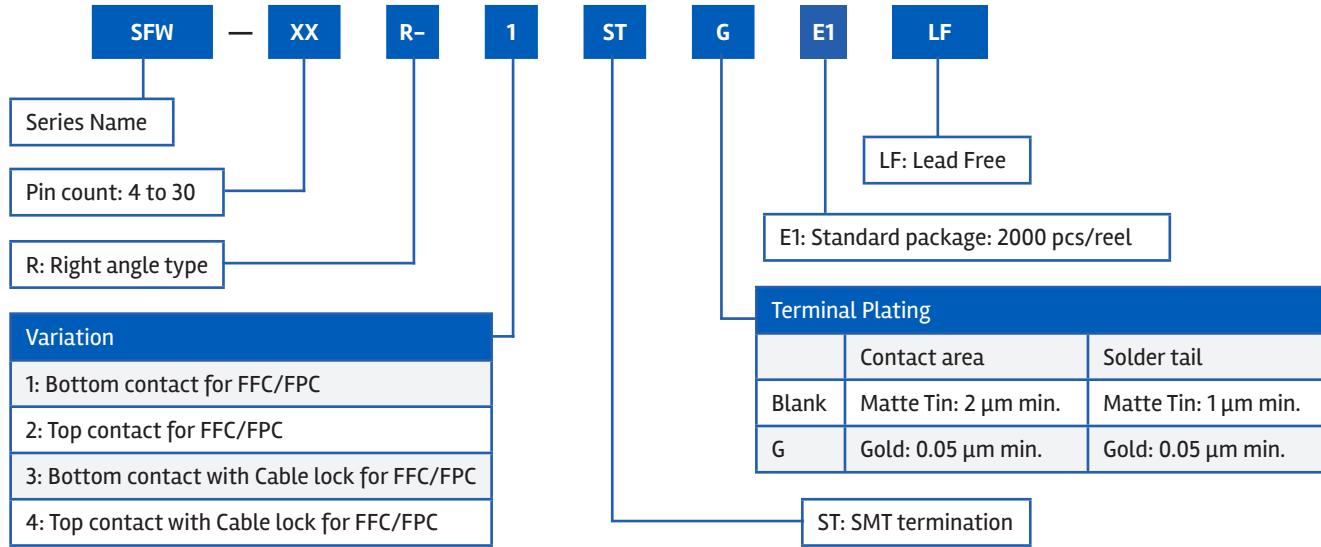 SFW — XX R– 1 ST G E1 LF
Series Name
LF: Lead Free
Pin count: 4 to 30
E1: Standard package: 2000 pcs/reel
R: Right angle type
Variation
1: Bottom contact for FFC/FPC
2: Top contact for FFC/FPC
3: Bottom contact with Cable lock for FFC/FPC
4: Top contact with Cable lock for FFC/FPC
Terminal Plating
Contact area Solder tail
Blank Matte Tin: 2 µm min. Matte Tin: 1 µm min.
G Gold: 0.05 µm min. Gold: 0.05 µm min.
ST: SMT termination